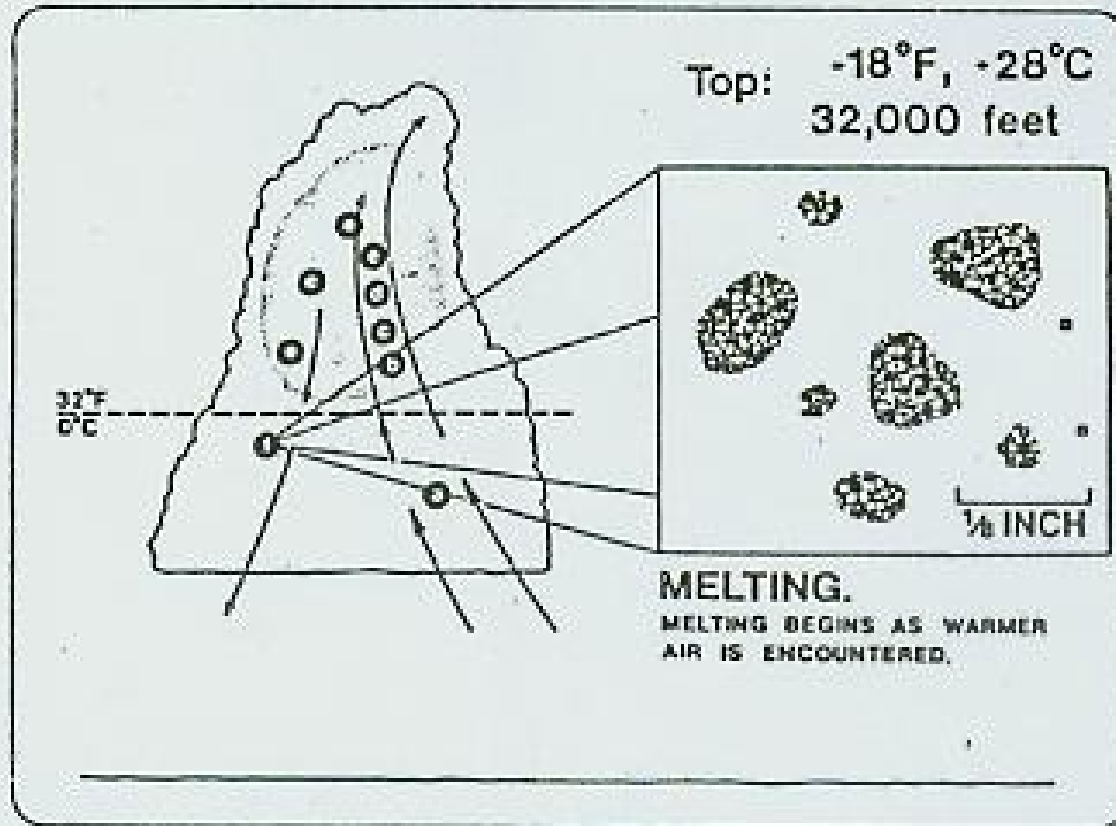 Top: -18°F, -28°C
32,000 feet
32°F
0°C
1/8 INCH
MELTING.
MELTING BEGINS AS WARMER
AIR IS ENCOUNTERED.